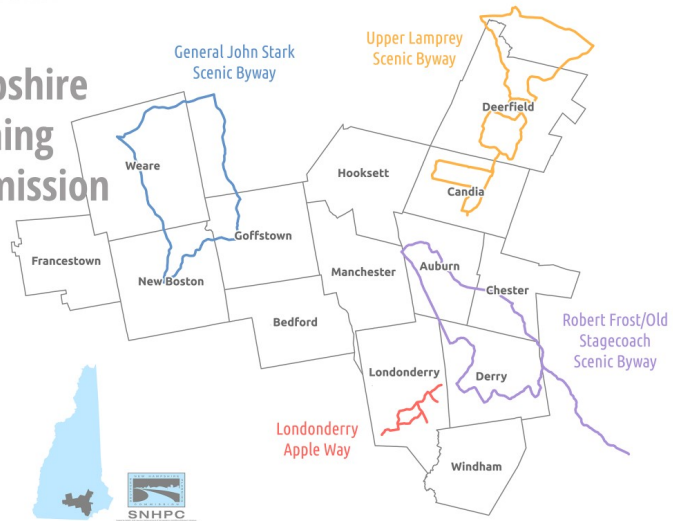 pshire
ning
mission
General John Stark
Scenic Byway
Upper Lamprey
Scenic Byway
Deerfield
Weare
Hooksett
Candia
Goffstown
Francestown
New Boston
Manchester
Auburn
Chester
Bedford
Robert Frost/Old
Stagecoach
Scenic Byway
Londonderry
Derry
Londonderry
Apple Way
Windham
SNHPC